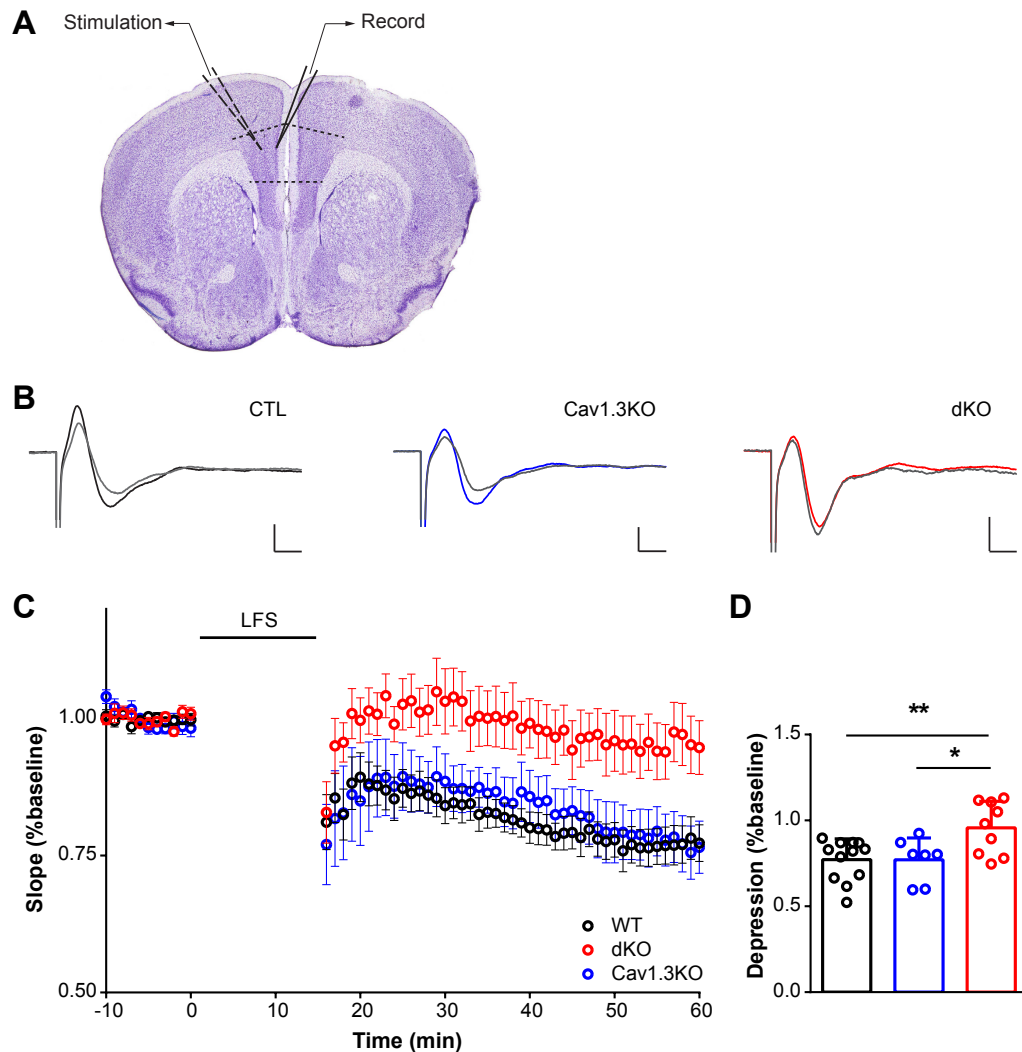 A
Stimulation
Record
B
CTL
Cav1.3KO
dKO
C
LFS
1.00
0.75
0.50
Slope (%baseline)
-10
0
10
20
30
40
50
60
Time (min)
WT
dKO
Cav1.3KO
D
**
*
1.5
1.0
0.5
0.0
Depression (%baseline)